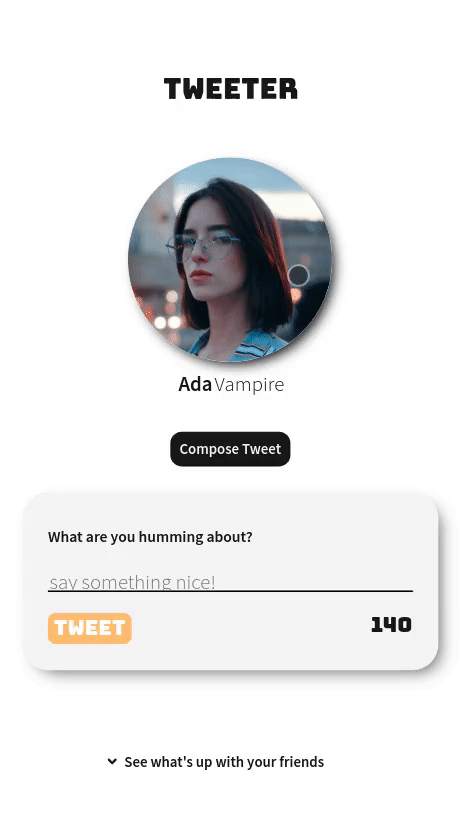 TWEETER
Ada Vampire
Compose Tweet
What are you humming about?
say something nice!
TWEET
140
See what's up with your friends